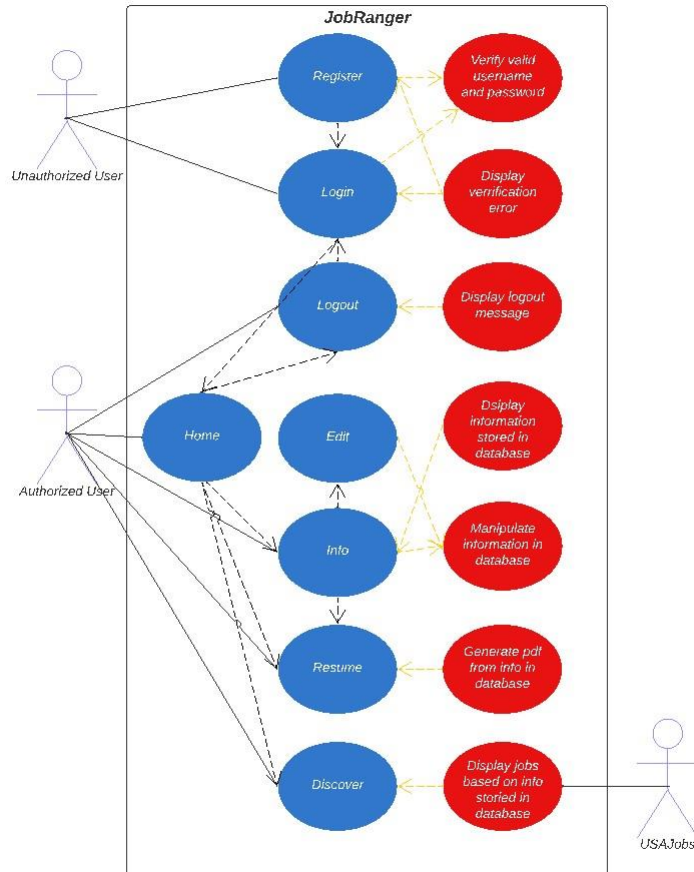 JobRanger
Register
Verify valid
username
and password
Unauthorized User
Login
Display
verrification
error
Logout
Display logout
message
Authorized User
Home
Edit
Dsiplay
information
stored in
database
Info
Manipulate
information in
database
Resume
Generate pdf
from info in
database
Discover
Display jobs
based on info
storied in
database
USAJobs